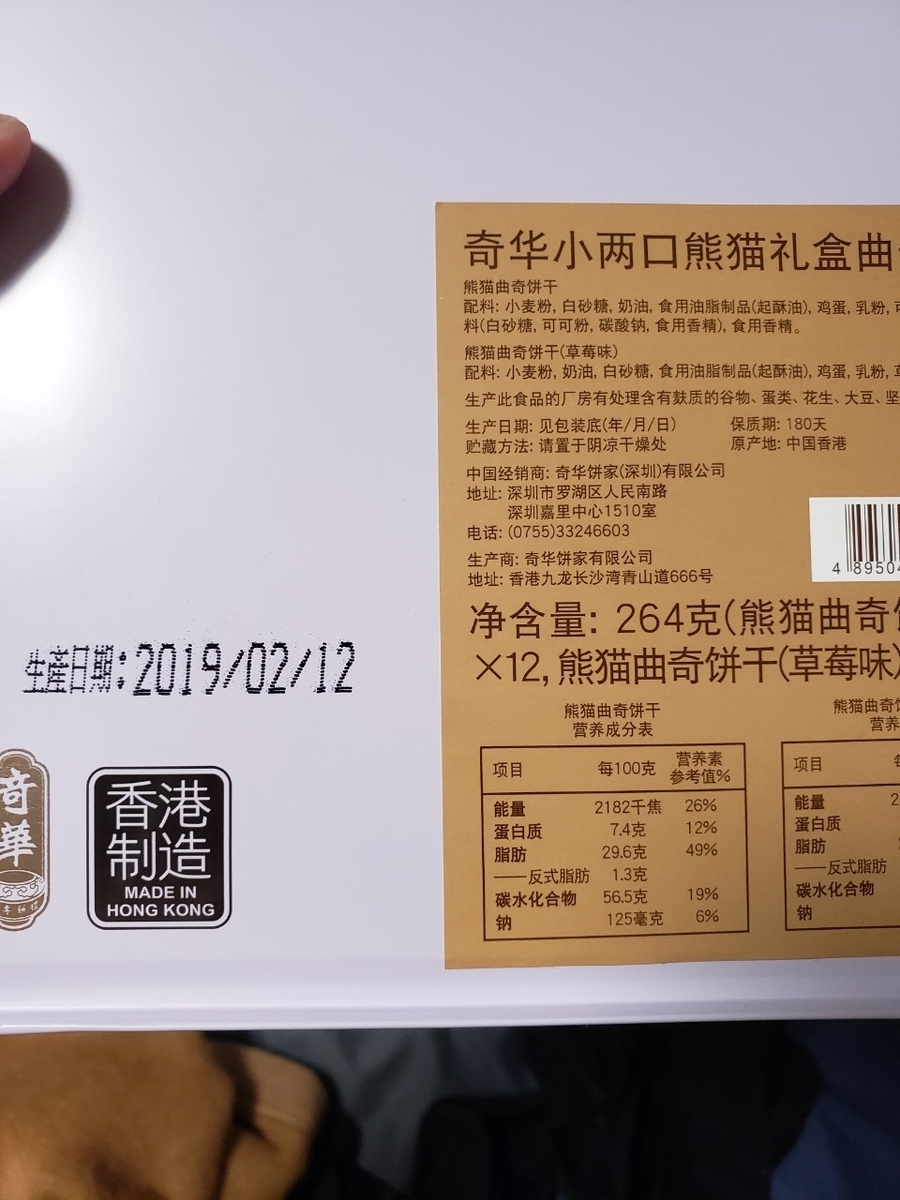 奇华小两口熊猫礼盒曲
熊猫曲奇饼干
配料: 小麦粉, 白砂糖, 奶油, 食用油脂制品(起酥油), 鸡蛋, 乳粉,
料(白砂糖, 可可粉, 碳酸钠, 食用香精), 食用香精。
熊猫曲奇饼干(草莓味)
配料: 小麦粉, 奶油, 白砂糖, 食用油脂制品(起酥油), 鸡蛋, 乳粉,
生产此食品的厂房有处理含有麸质的谷物、蛋类、花生、大豆、坚
生产日期: 见包装底(年/月/日) 保质期: 180天
贮藏方法: 请置于阴凉干燥处 原产地: 中国香港
中国经销商: 奇华饼家(深圳)有限公司
地址: 深圳市罗湖区人民南路
深圳嘉里中心1510室
电话: (0755)33246603
生产商: 奇华饼家有限公司
地址: 香港九龙长沙湾青山道666号
4 8950
净含量: 264克(熊猫曲奇
×12, 熊猫曲奇饼干(草莓味)
生産日期:2019/02/12
奇華
香港
制造
MADE IN
HONG KONG
熊猫曲奇饼干
营养成分表
项目 每100克 营养素参考值%
能量 2182千焦 26%
蛋白质 7.4克 12%
脂肪 29.6克 49%
——反式脂肪 1.3克
碳水化合物 56.5克 19%
钠 125毫克 6%
熊猫曲奇
营养
项目
能量 2
蛋白质
脂肪
——反式脂肪
碳水化合物
钠